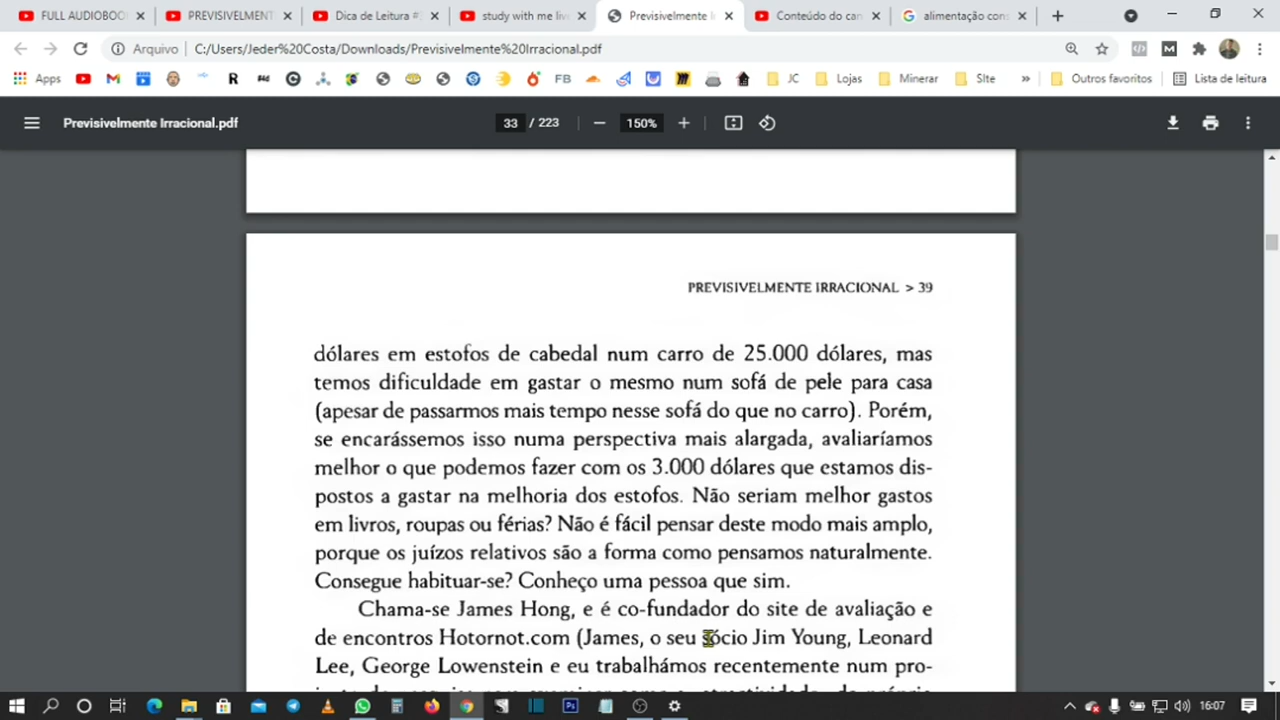 FULL AUDIOBOO
PREVISIVELMENT
Dica de Leitura #
study with me liv
Previsivelmente I
Conteúdo do can
alimentação cons
Arquivo
C:/Users/Jeder%20Costa/Downloads/Previsivelmente%20Irracional.pdf
Apps
FB
JC
Lojas
Minerar
SIte
»
Outros favoritos
Lista de leitura
Previsivelmente Irracional.pdf
33 / 223
150%
PREVISIVELMENTE IRRACIONAL > 39
dólares em estofos de cabedal num carro de 25.000 dólares, mas
temos dificuldade em gastar o mesmo num sofá de pele para casa
(apesar de passarmos mais tempo nesse sofá do que no carro). Porém,
se encarássemos isso numa perspectiva mais alargada, avaliaríamos
melhor o que podemos fazer com os 3.000 dólares que estamos dis-
postos a gastar na melhoria dos estofos. Não seriam melhor gastos
em livros, roupas ou férias? Não é fácil pensar deste modo mais amplo,
porque os juízos relativos são a forma como pensamos naturalmente.
Consegue habituar-se? Conheço uma pessoa que sim.
Chama-se James Hong, e é co-fundador do site de avaliação e
de encontros Hotornot.com (James, o seu sócio Jim Young, Leonard
Lee, George Lowenstein e eu trabalhámos recentemente num pro-
16:07